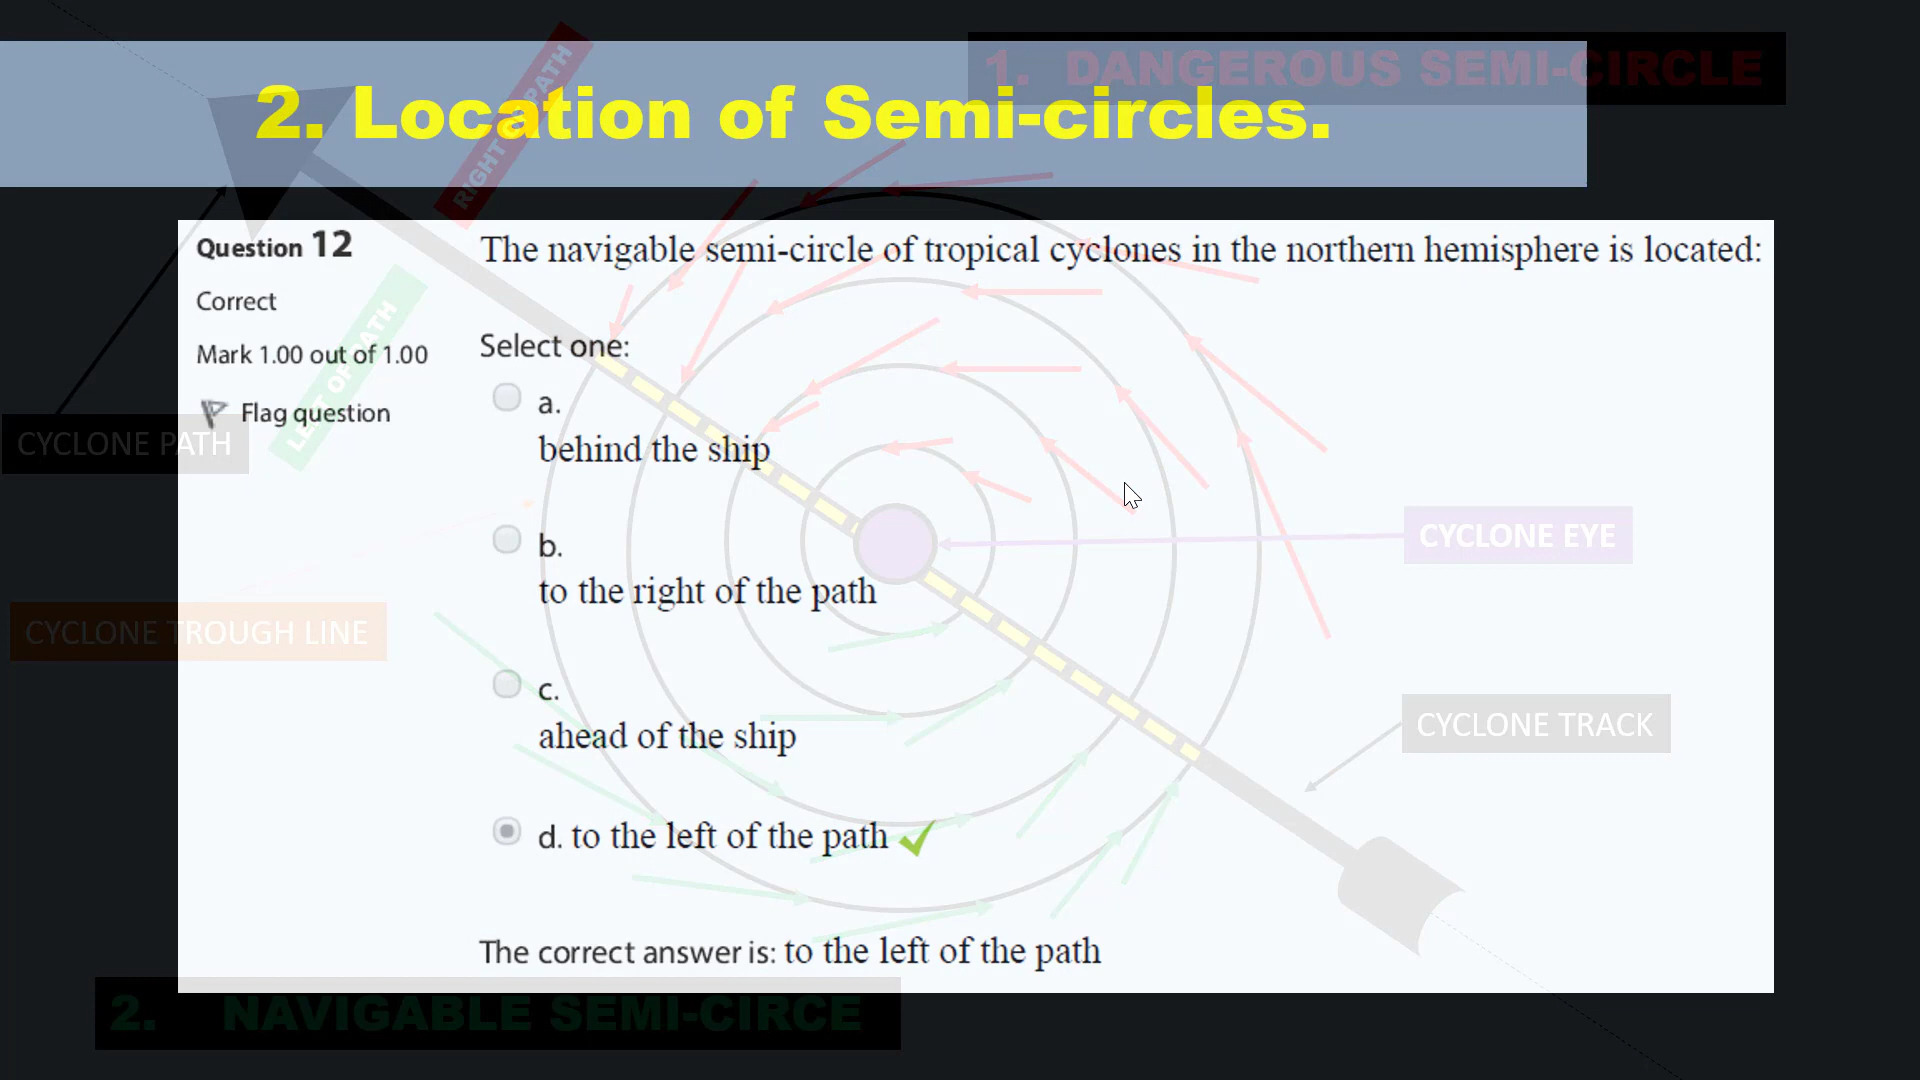 1. DANGEROUS SEMI-CIRCLE
2. Location of Semi-circles.
RIGHT OF PATH
Question 12
Correct
Mark 1.00 out of 1.00
Flag question
The navigable semi-circle of tropical cyclones in the northern hemisphere is located:
Select one:
a.
behind the ship
b.
to the right of the path
c.
ahead of the ship
d. to the left of the path
The correct answer is: to the left of the path
LEFT OF PATH
CYCLONE PATH
CYCLONE EYE
CYCLONE TROUGH LINE
CYCLONE TRACK
2. NAVIGABLE SEMI-CIRCE